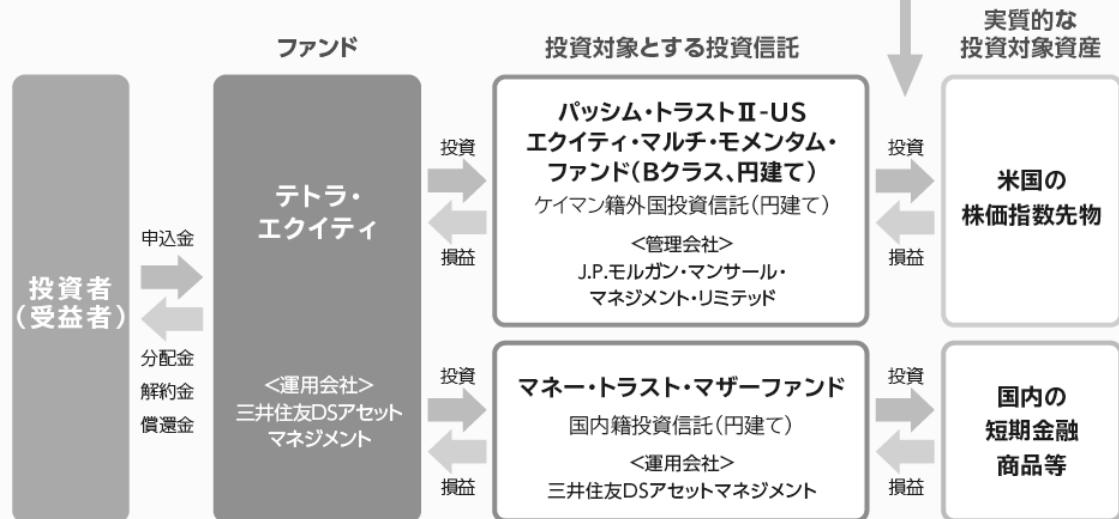 実質的な
ファンド
投資対象とする投資信託
投資対象資産
投資者
(受益者)
申込金
分配金
解約金
償還金
テトラ・
エクイティ
<運用会社>
三井住友DSアセット
マネジメント
投資
損益
パッシム・トラストⅡ-US
エクイティ・マルチ・モメンタム・
ファンド(Bクラス、円建て)
ケイマン籍外国投資信託(円建て)
<管理会社>
J.P.モルガン・マンサール・
マネジメント・リミテッド
投資
損益
米国の
株価指数先物
投資
損益
マネー・トラスト・マザーファンド
国内籍投資信託(円建て)
<運用会社>
三井住友DSアセットマネジメント
投資
損益
国内の
短期金融
商品等